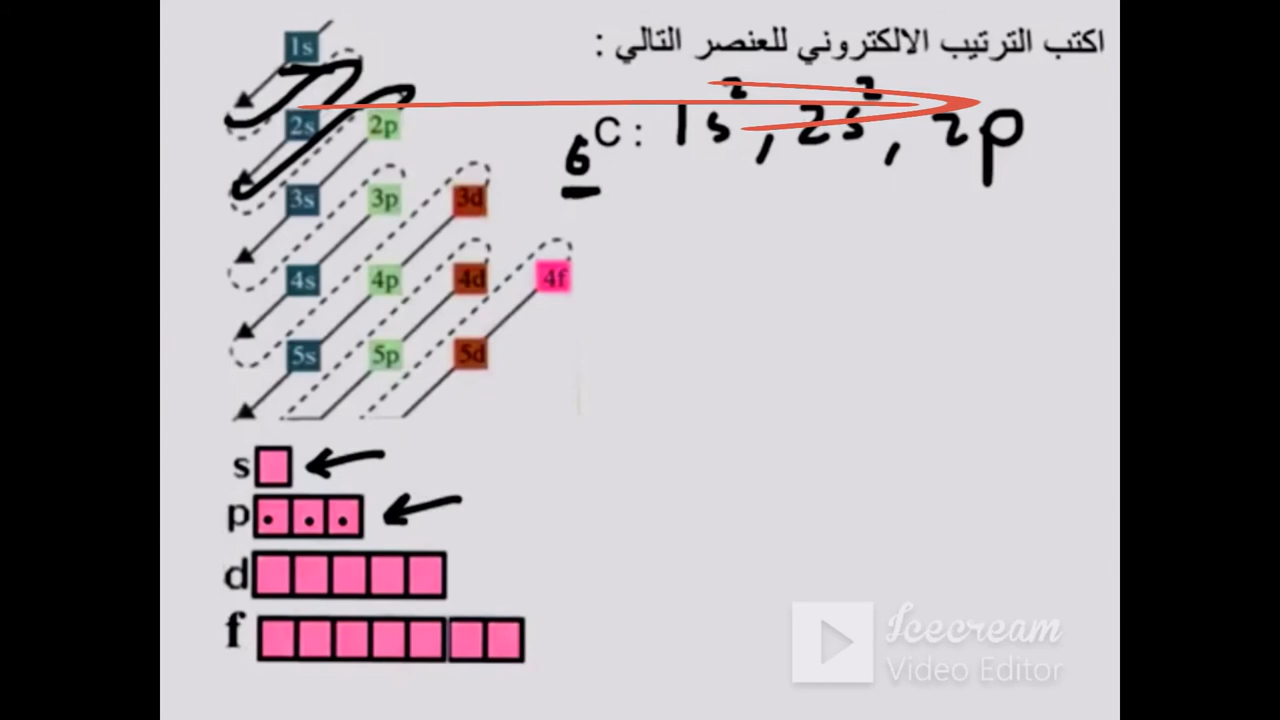 اكتب الترتيب الالكتروني للعنصر التالي :
₆C : 1s², 2s², 2p
1s
2s 2p
3s 3p 3d
4s 4p 4d 4f
5s 5p 5d
s
p
d
f
Icecream
Video Editor